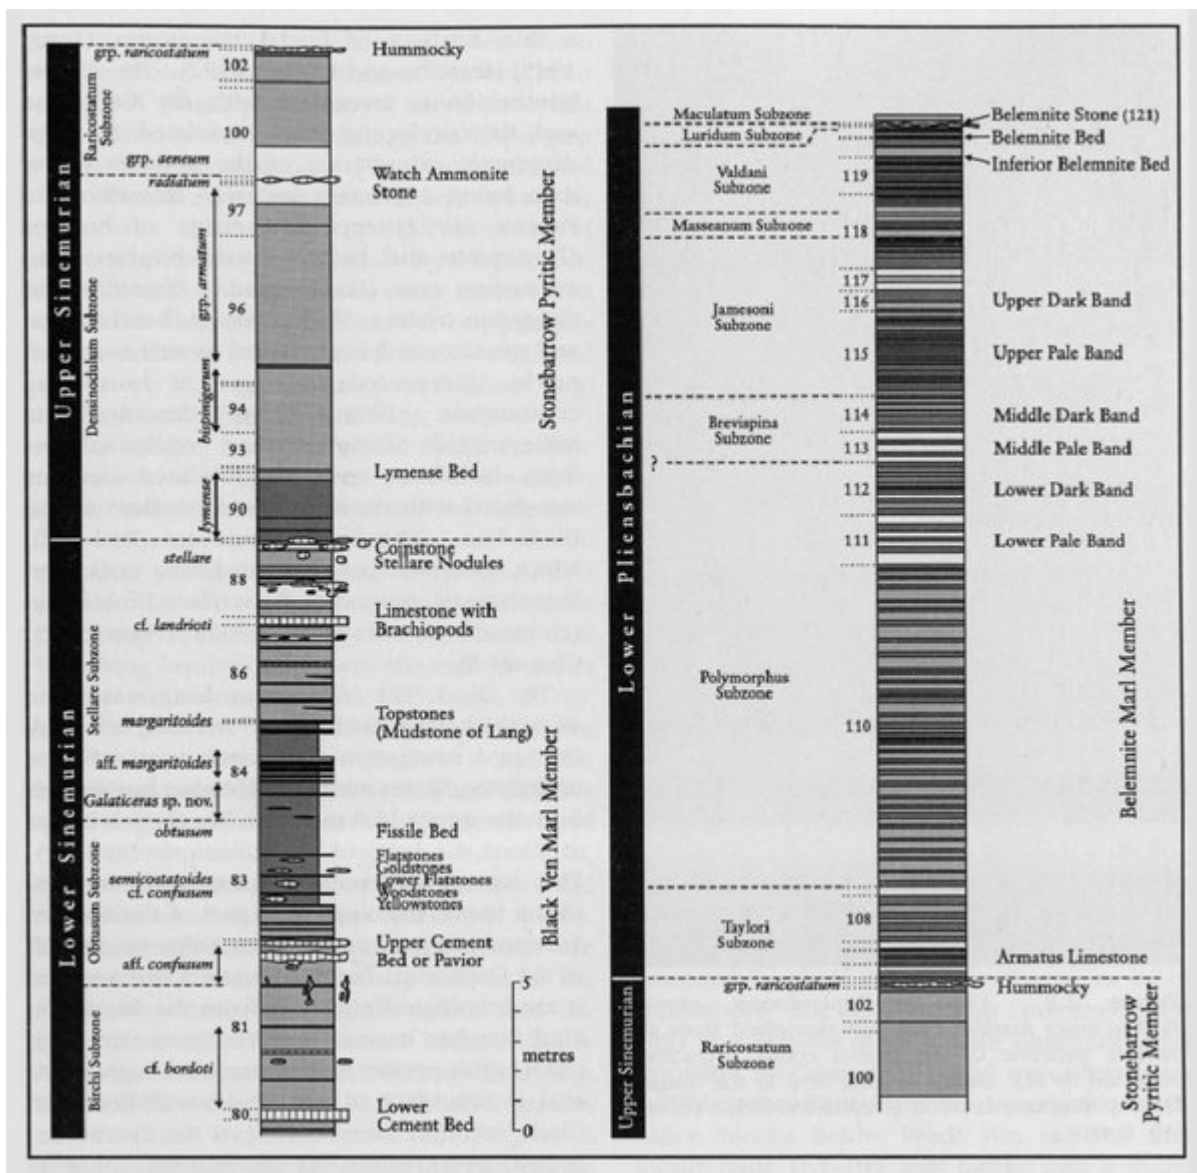 grp. raricostatum
102
Hummocky
Raricostatum
Subzone
100
grp. aeneum
radiatum
Watch Ammonite
Stone
97
grp. armatum
96
Upper Sinemurian
Densinodulum Subzone
bispinigerum
94
93
Lymense Bed
lymense
90
Stonebarrow Pyritic Member
stellare
Coinstone
Stellare Nodules
88
Limestone with
Brachiopods
cf. landrioti
Stellare Subzone
86
margaritoides
Topstones
(Mudstone of Lang)
aff. margaritoides
84
Galaticeras sp. nov.
obtusum
Fissile Bed
Flatstones
Goldstones
semicostatoides
83
Lower Flatstones
cf. confusum
Woodstones
Yellowstones
Lower Sinemurian
Obtusum Subzone
Upper Cement
Bed or Pavior
aff. confusum
Black Ven Marl Member
81
Birchi Subzone
cf. bordoti
80
Lower
Cement Bed
5
metres
0
Maculatum Subzone
Belemnite Stone (121)
Luridum Subzone
Belemnite Bed
Inferior Belemnite Bed
Valdani
Subzone
119
Masseanum Subzone
118
117
116
Upper Dark Band
Jamesoni
Subzone
115
Upper Pale Band
114
Middle Dark Band
Brevispina
Subzone
113
Middle Pale Band
?
112
Lower Dark Band
111
Lower Pale Band
Lower Pliensbachian
Polymorphus
Subzone
110
Belemnite Marl Member
Taylori
Subzone
108
Armatus Limestone
grp. raricostatum
Hummocky
102
Upper Sinemurian
Raricostatum
Subzone
100
Stonebarrow
Pyritic Member